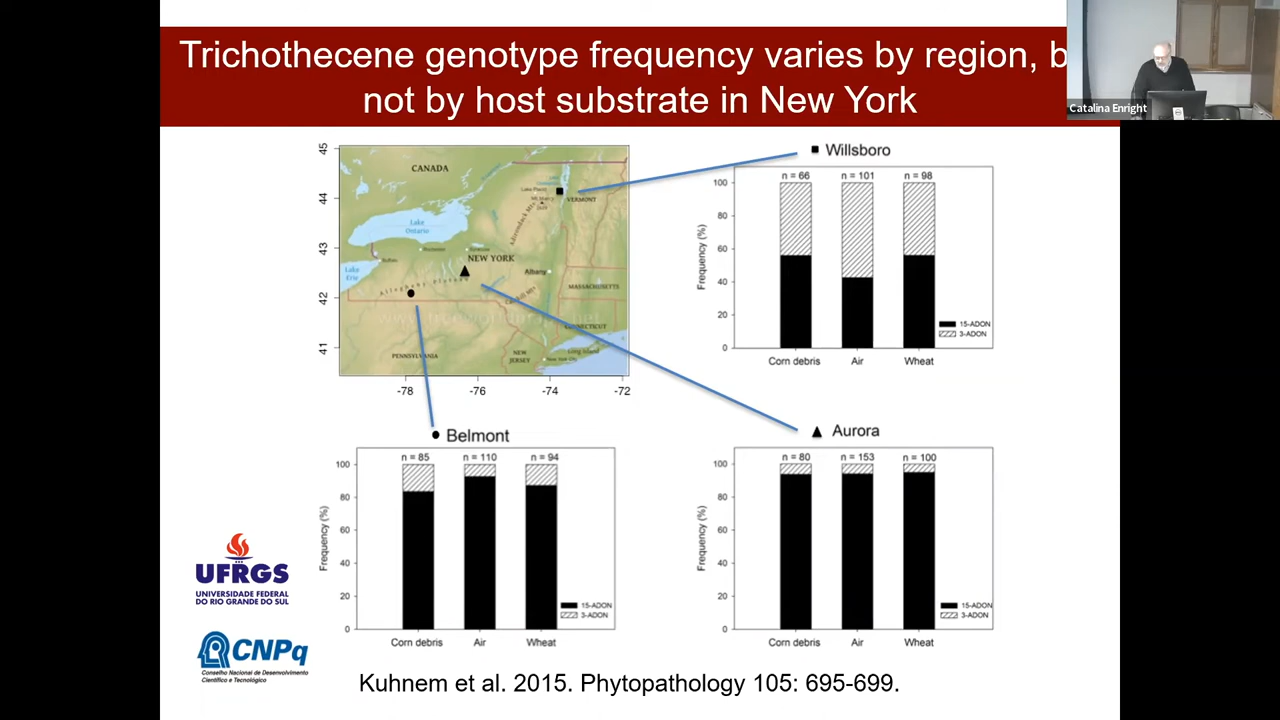 Trichothecene genotype frequency varies by region, b
not by host substrate in New York
Catalina Enright
45
44
43
42
41
-78
-76
-74
-72
CANADA
Lake
Ontario
Lake
Erie
NEW YORK
Albany
VERMONT
MASSACHUSETTS
CONNECTICUT
Long Island
PENNSYLVANIA
NEW
JERSEY
Willsboro
n = 66
n = 101
n = 98
Frequency (%)
100
80
60
40
20
0
15-ADON
3-ADON
Corn debris
Air
Wheat
Belmont
n = 85
n = 110
n = 94
Frequency (%)
100
80
60
40
20
0
15-ADON
3-ADON
Corn debris
Air
Wheat
Aurora
n = 80
n = 153
n = 100
Frequency (%)
100
80
60
40
20
0
15-ADON
3-ADON
Corn debris
Air
Wheat
UFRGS
UNIVERSIDADE FEDERAL
DO RIO GRANDE DO SUL
CNPq
Conselho Nacional de Desenvolvimento
Científico e Tecnológico
Kuhnem et al. 2015. Phytopathology 105: 695-699.